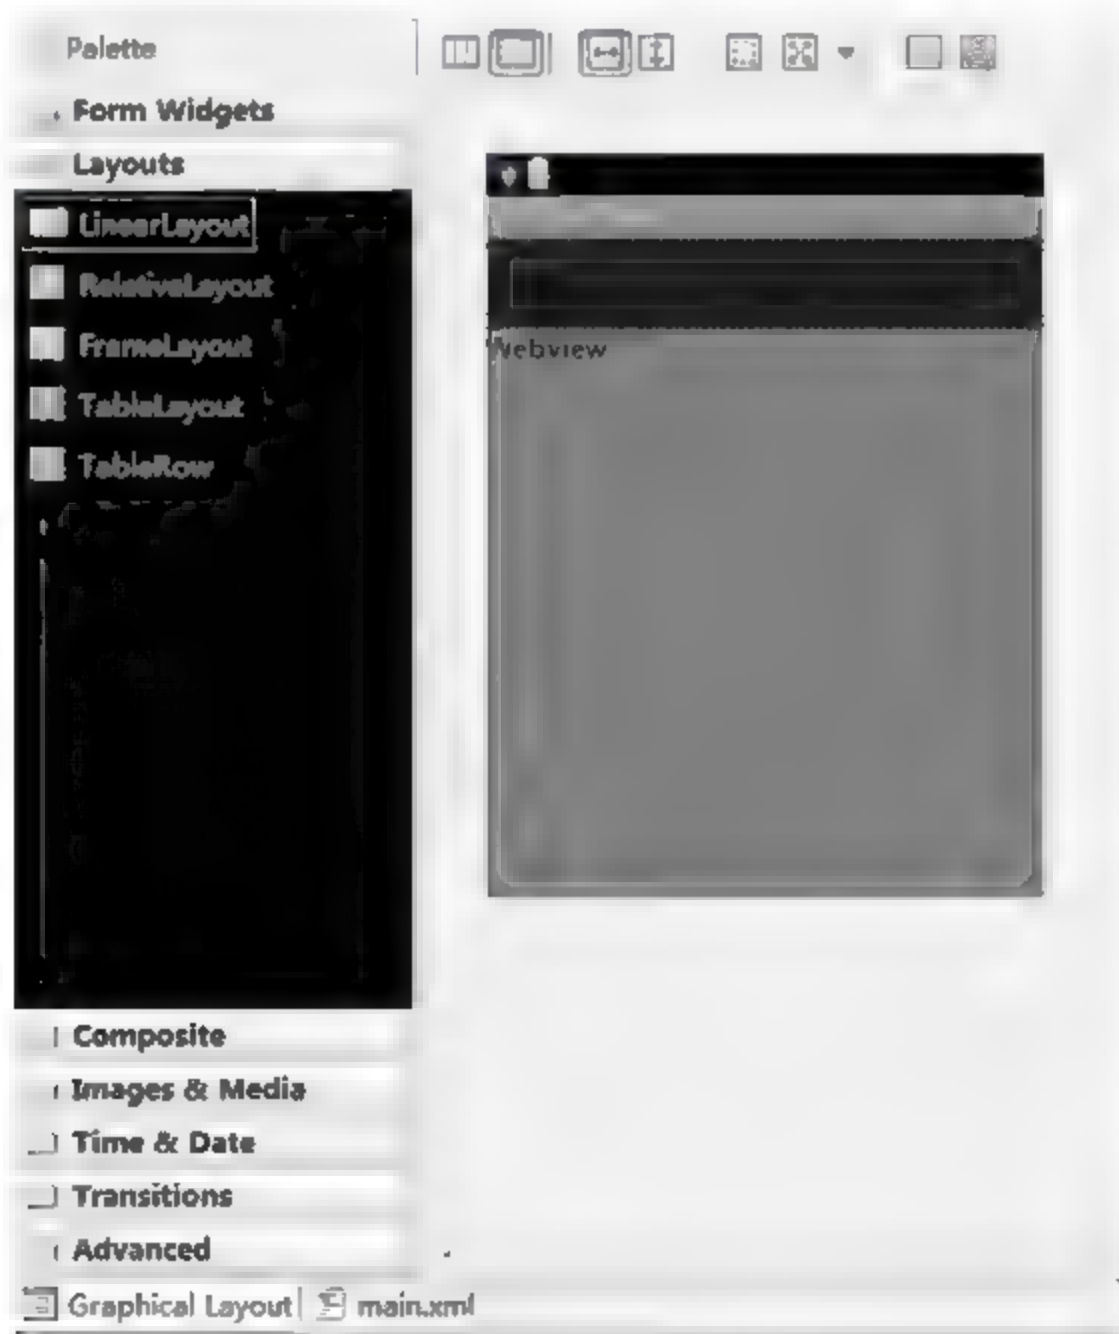 Palette
Form Widgets
Layouts
LinearLayout
RelativeLayout
FrameLayout
TableLayout
TableRow
Composite
Images & Media
Time & Date
Transitions
Advanced
Graphical Layout
main.xml
Webview